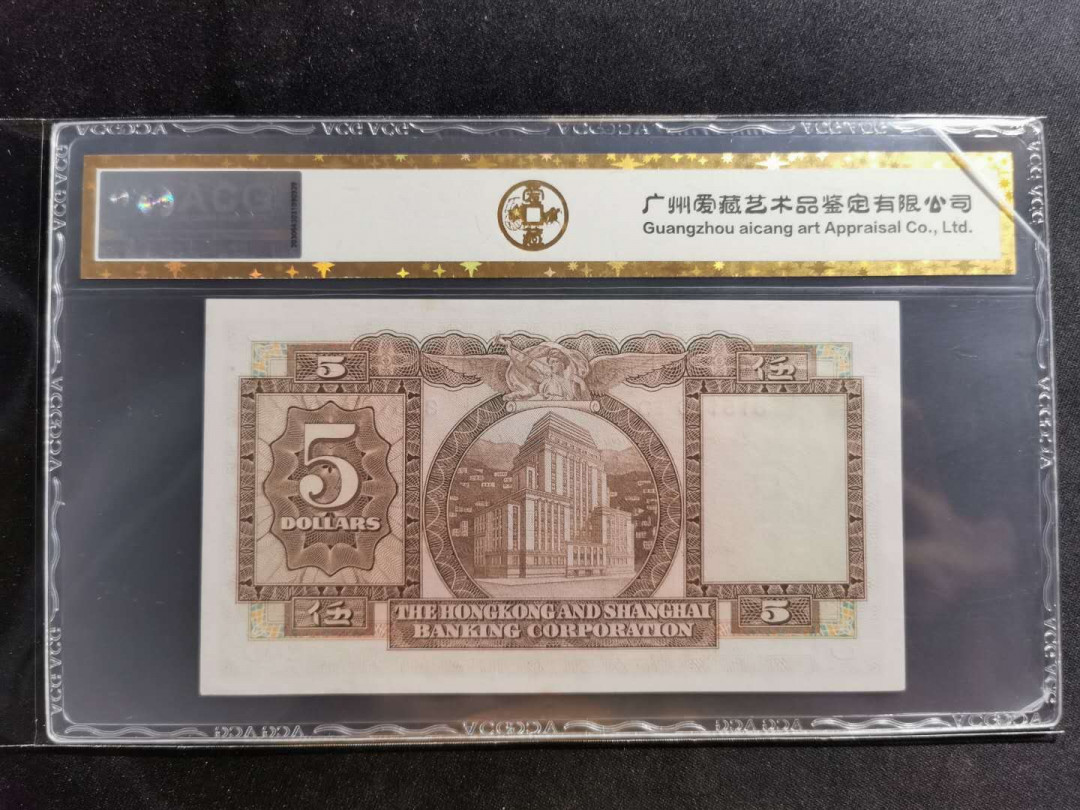 广州爱藏艺术品鉴定有限公司
Guangzhou aicang art Appraisal Co., Ltd.
ACG
5
伍
5
DOLLARS
伍
THE HONGKONG AND SHANGHAI
BANKING CORPORATION
5